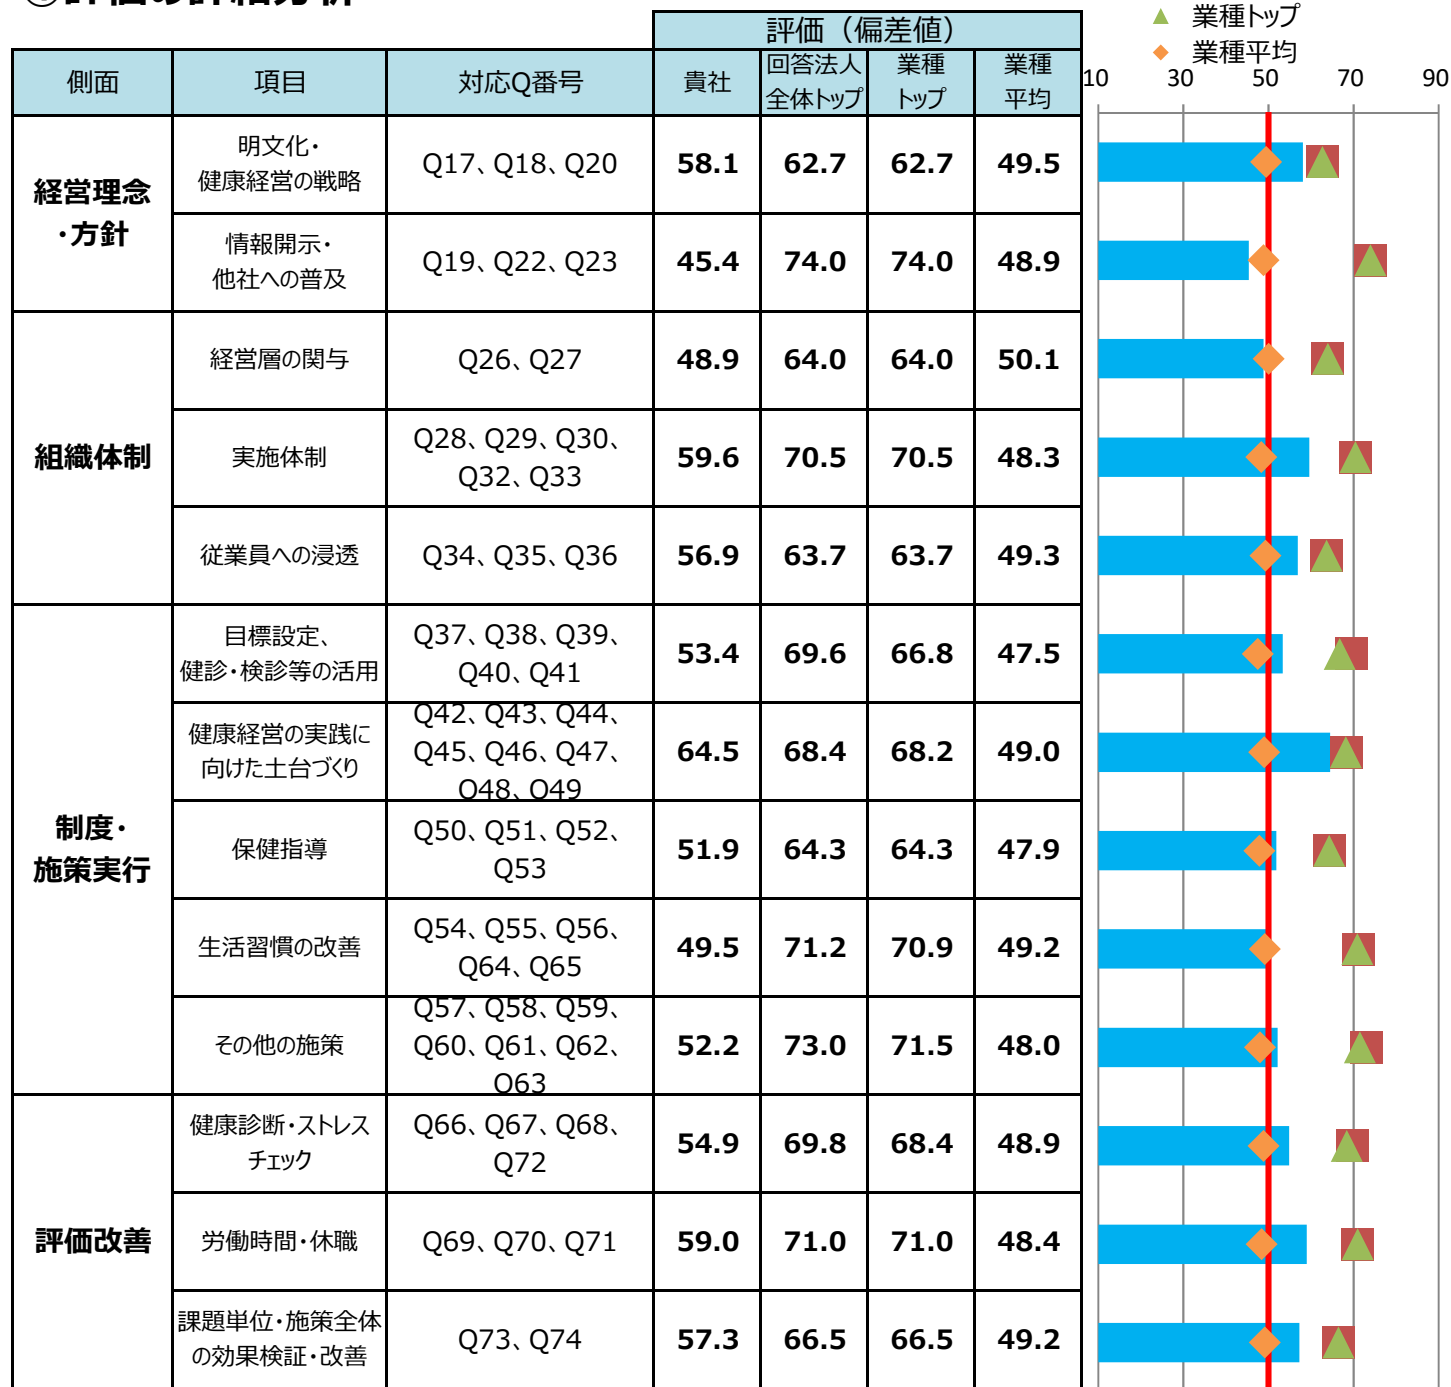 評価(偏差値)
▲ 業種トップ
◆ 業種平均
側面 項目 対応Q番号 貴社 回答法人 業種 業種
全体トップ トップ 平均
10 30 50 70 90
経営理念
・方針
明文化・
健康経営の戦略
Q17、Q18、Q20 58.1 62.7 62.7 49.5
情報開示・
他社への普及
Q19、Q22、Q23 45.4 74.0 74.0 48.9
組織体制
経営層の関与 Q26、Q27 48.9 64.0 64.0 50.1
実施体制
Q28、Q29、Q30、
Q32、Q33
59.6 70.5 70.5 48.3
従業員への浸透 Q34、Q35、Q36 56.9 63.7 63.7 49.3
制度・
施策実行
目標設定、
健診・検診等の活用
Q37、Q38、Q39、
Q40、Q41
53.4 69.6 66.8 47.5
健康経営の実践に
向けた土台づくり
Q42、Q43、Q44、
Q45、Q46、Q47、
Q48、Q49
64.5 68.4 68.2 49.0
保健指導
Q50、Q51、Q52、
Q53
51.9 64.3 64.3 47.9
生活習慣の改善
Q54、Q55、Q56、
Q64、Q65
49.5 71.2 70.9 49.2
その他の施策
Q57、Q58、Q59、
Q60、Q61、Q62、
Q63
52.2 73.0 71.5 48.0
評価改善
健康診断・ストレス
チェック
Q66、Q67、Q68、
Q72
54.9 69.8 68.4 48.9
労働時間・休職 Q69、Q70、Q71 59.0 71.0 71.0 48.4
課題単位・施策全体
の効果検証・改善
Q73、Q74 57.3 66.5 66.5 49.2